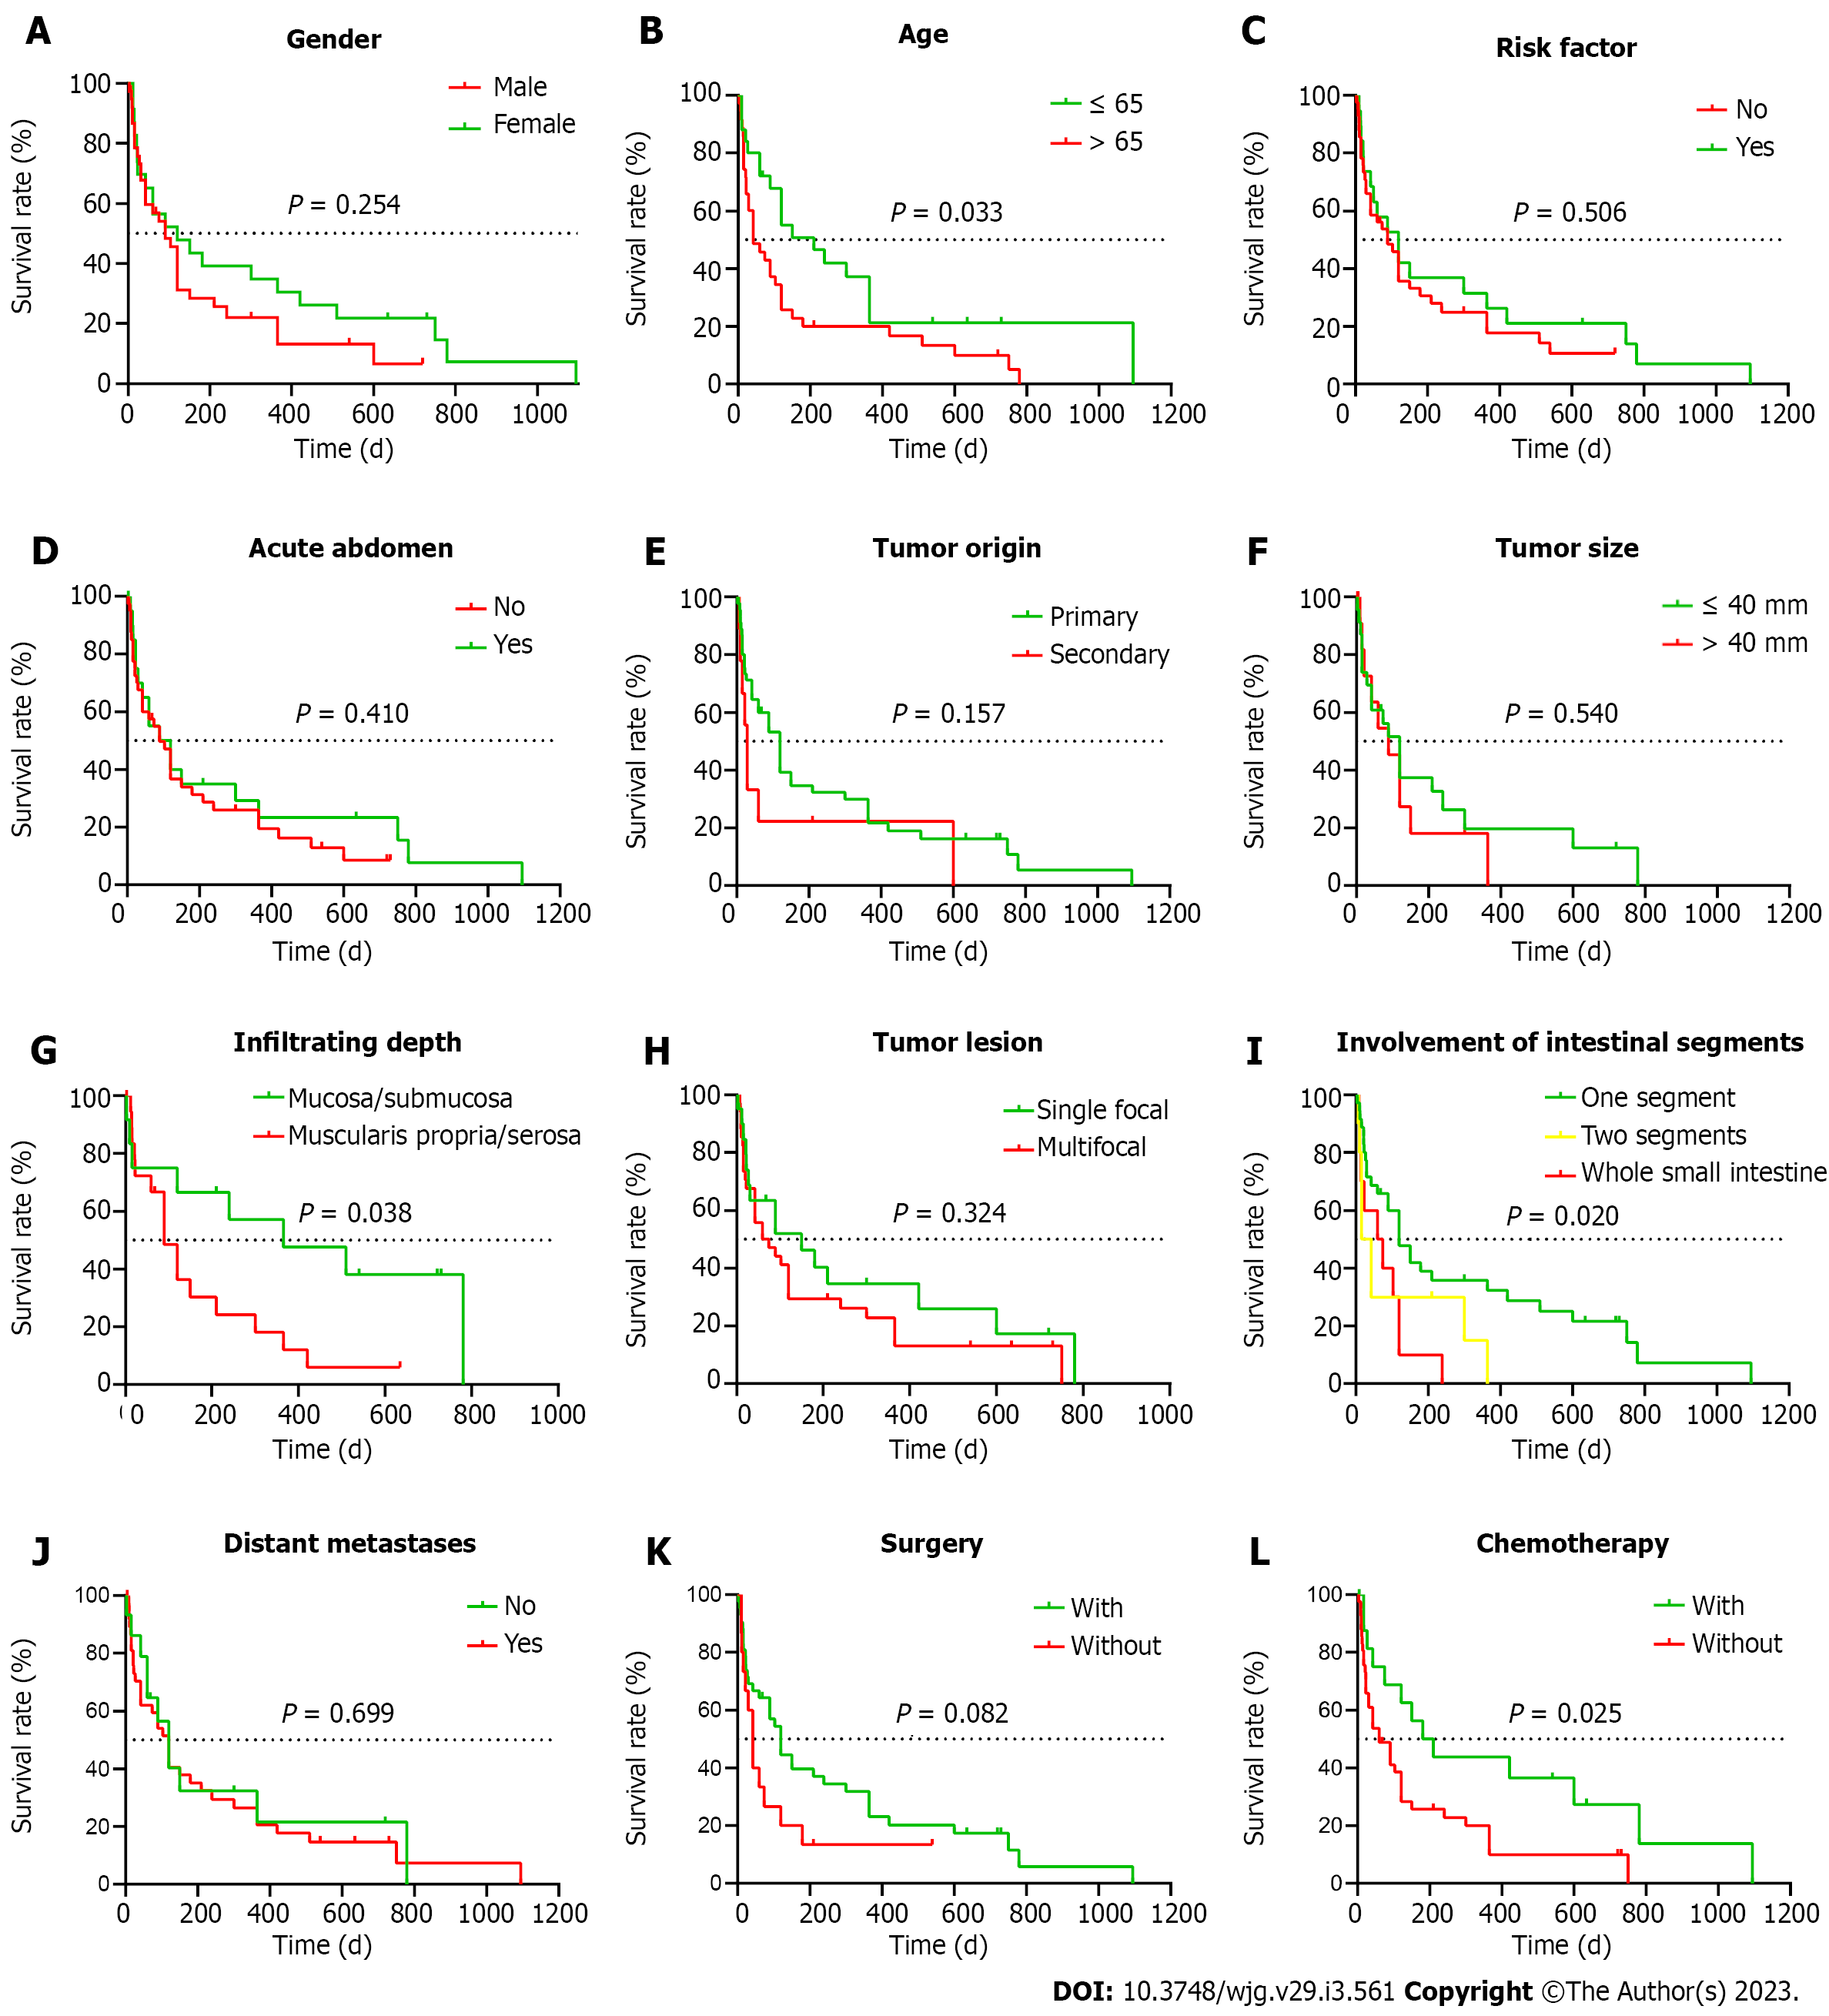 A
Gender
Male
Female
P = 0.254
Survival rate (%)
100
80
60
40
20
0
0 200 400 600 800 1000
Time (d)
B
Age
≤ 65
> 65
P = 0.033
Survival rate (%)
100
80
60
40
20
0
0 200 400 600 800 1000 1200
Time (d)
C
Risk factor
No
Yes
P = 0.506
Survival rate (%)
100
80
60
40
20
0
0 200 400 600 800 1000 1200
Time (d)
D
Acute abdomen
No
Yes
P = 0.410
Survival rate (%)
100
80
60
40
20
0
0 200 400 600 800 1000 1200
Time (d)
E
Tumor origin
Primary
Secondary
P = 0.157
Survival rate (%)
100
80
60
40
20
0
0 200 400 600 800 1000 1200
Time (d)
F
Tumor size
≤ 40 mm
> 40 mm
P = 0.540
Survival rate (%)
100
80
60
40
20
0
0 200 400 600 800 1000 1200
Time (d)
G
Infiltrating depth
Mucosa/submucosa
Muscularis propria/serosa
P = 0.038
Survival rate (%)
100
80
60
40
20
0
0 200 400 600 800 1000
Time (d)
H
Tumor lesion
Single focal
Multifocal
P = 0.324
Survival rate (%)
100
80
60
40
20
0
0 200 400 600 800 1000
Time (d)
I
Involvement of intestinal segments
One segment
Two segments
Whole small intestine
P = 0.020
Survival rate (%)
100
80
60
40
20
0
0 200 400 600 800 1000 1200
Time (d)
J
Distant metastases
No
Yes
P = 0.699
Survival rate (%)
100
80
60
40
20
0
0 200 400 600 800 1000 1200
Time (d)
K
Surgery
With
Without
P = 0.082
Survival rate (%)
100
80
60
40
20
0
0 200 400 600 800 1000 1200
Time (d)
L
Chemotherapy
With
Without
P = 0.025
Survival rate (%)
100
80
60
40
20
0
0 200 400 600 800 1000 1200
Time (d)
DOI: 10.3748/wjg.v29.i3.561 Copyright ©The Author(s) 2023.